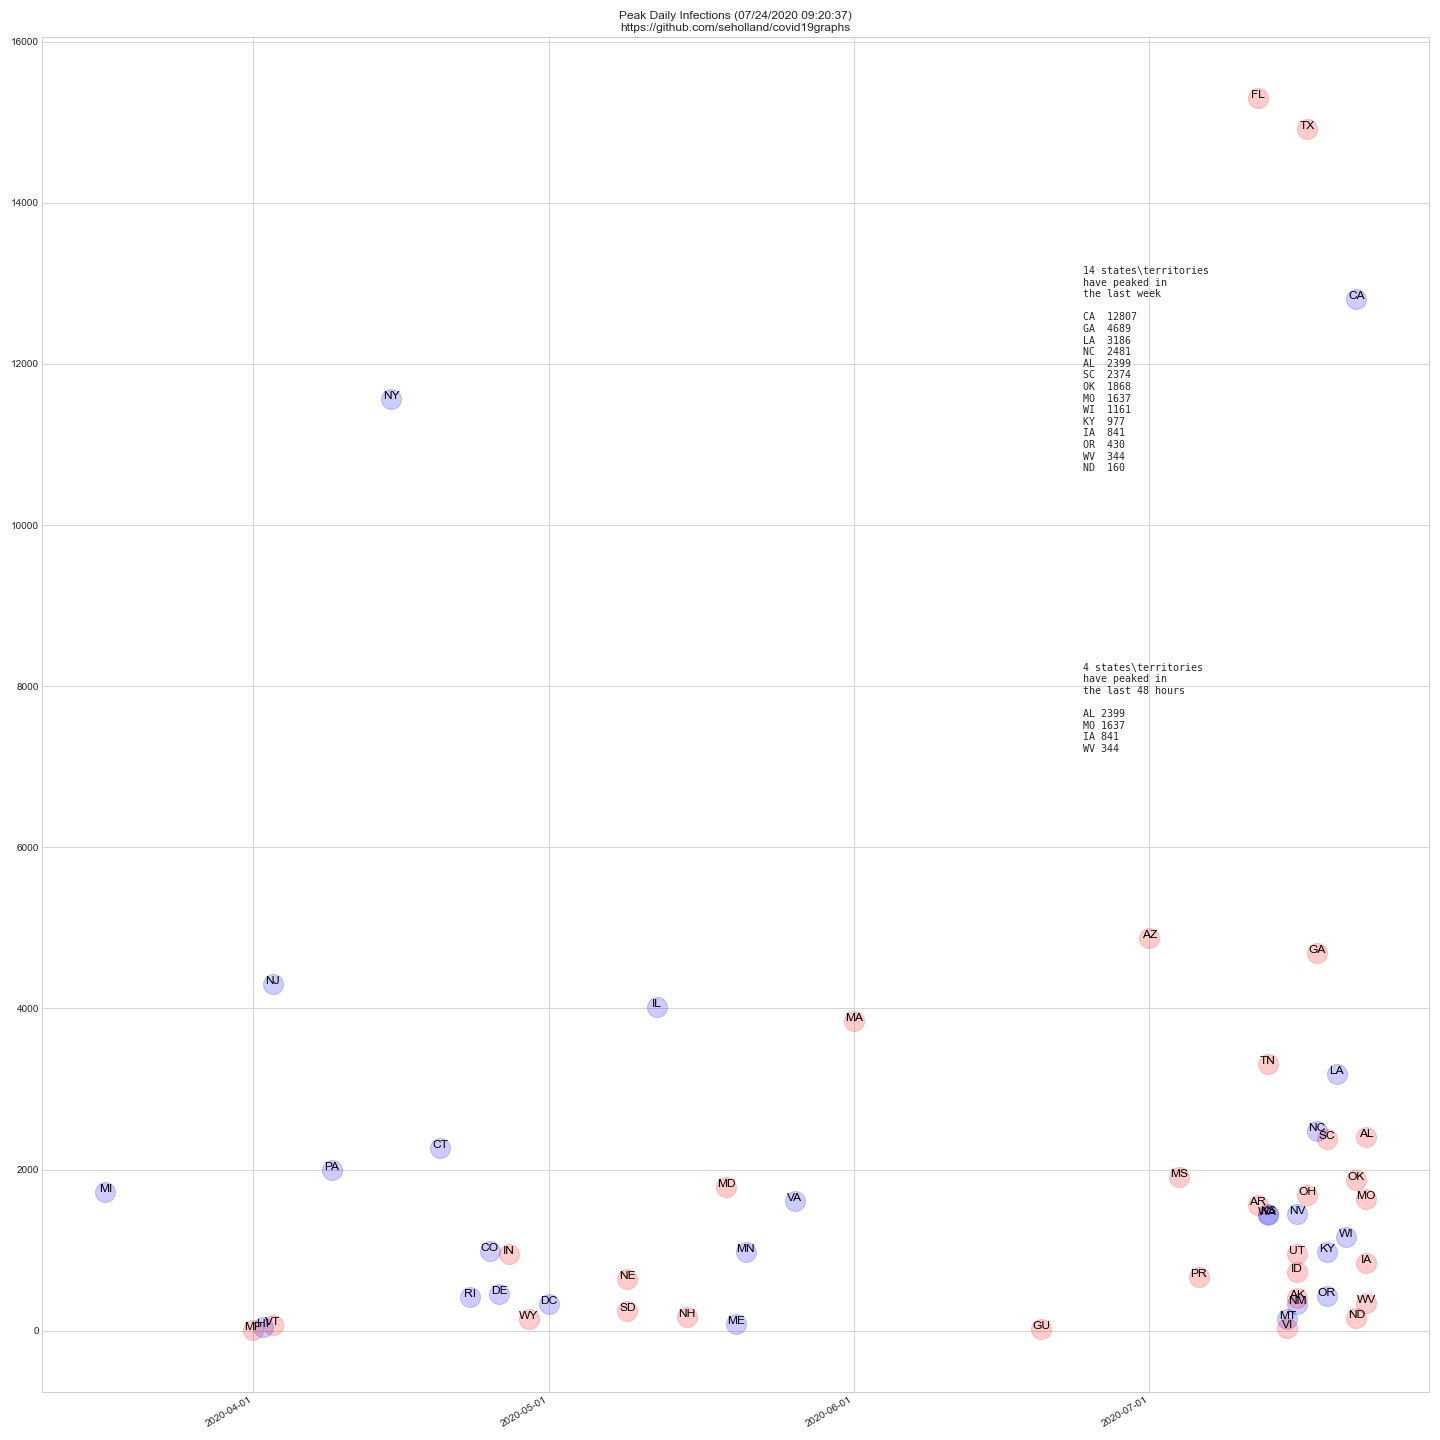 Peak Daily Infections (07/24/2020 09:20:37)
https://github.com/seholland/covid19graphs
16000
FL
TX
14000
14 states\territories
have peaked in
the last week
CA
CA 12807
GA 4689
LA 3186
NC 2481
12000
AL 2399
SC 2374
OK 1868
NY
MO 1637
WI 1161
KY 977
IA 841
OR 430
WV 344
ND 160
10000
4 states\territories
have peaked in
8000
the last 48 hours
AL 2399
MO 1637
IA 841
WV 344
6000
AZ
GA
NJ
4000
IL
MA
TN
LA
NC
SC
AL
CT
2000
PA
MS
OK
MI
MD
OH
MO
VA
AR
NV
WI
CO
IN
MN
UT
KY
IA
NE
PR
ID
RI
DE
DC
AK
NM
OR
WV
SD
WY
NH
ME
MT
ND
0
MP
HI
VT
GU
VI
2020-04-01
2020-05-01
2020-06-01
2020-07-01